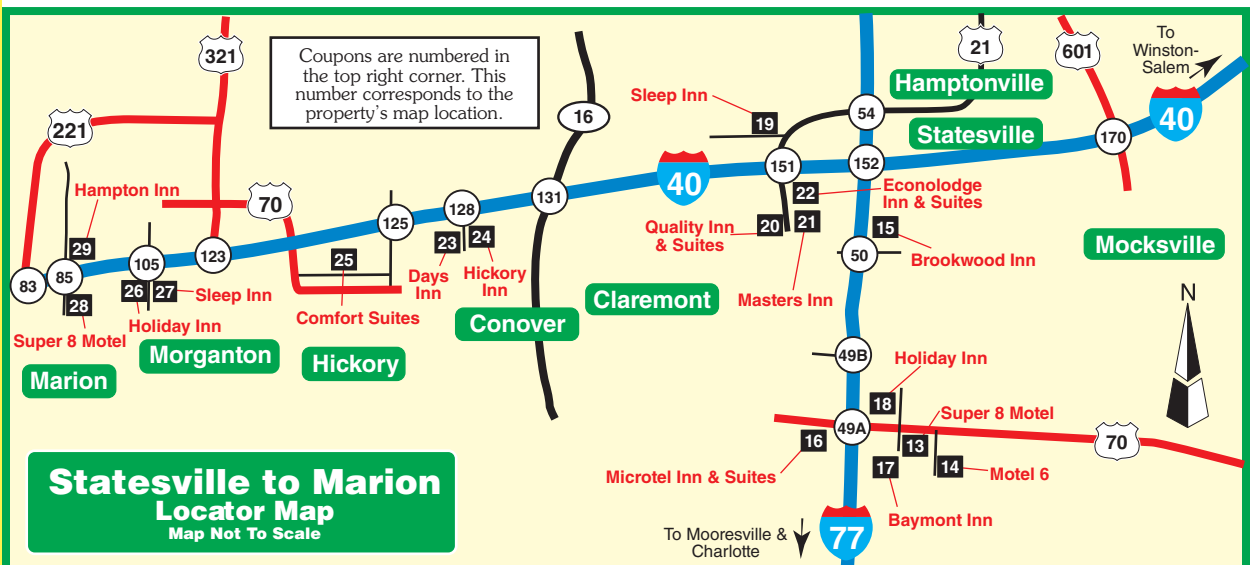 321
221
Coupons are numbered in
the top right corner. This
number corresponds to the
property's map location.
16
Sleep Inn
19
21
601
To
Winston-
Salem
Hamptonville
54
Statesville
40
170
151
152
40
Hampton Inn
70
125
128
131
22
Econolodge
Inn & Suites
Quality Inn
& Suites
20
21
15
Brookwood Inn
Mocksville
29
83
85
105
123
25
23
24
Days
Inn
Hickory
Inn
50
Masters Inn
Claremont
26
27
Sleep Inn
28
Holiday Inn
Super 8 Motel
Comfort Suites
Conover
Morganton
Hickory
Marion
N
49B
Holiday Inn
18
Super 8 Motel
49A
16
13
70
Microtel Inn & Suites
17
14
Motel 6
Baymont Inn
To Mooresville &
Charlotte
77
Statesville to Marion
Locator Map
Map Not To Scale